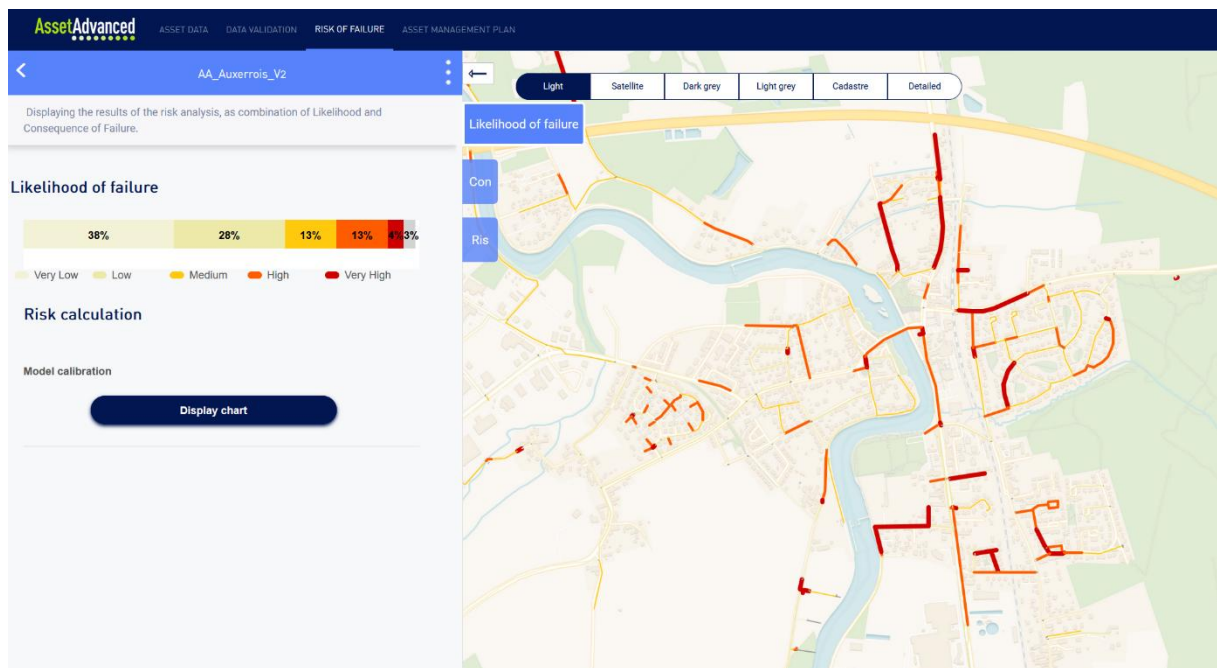 AssetAdvanced
ASSET DATA DATA VALIDATION RISK OF FAILURE ASSET MANAGEMENT PLAN
AA_Auxerrois_V2
Displaying the results of the risk analysis, as combination of Likelihood and
Consequence of Failure.
Likelihood of failure
38% 28% 13% 13% 4% 3%
Very Low Low Medium High Very High
Risk calculation
Model calibration
Display chart
Light Satellite Dark grey Light grey Cadastre Detailed
Likelihood of failure
Con
Ris